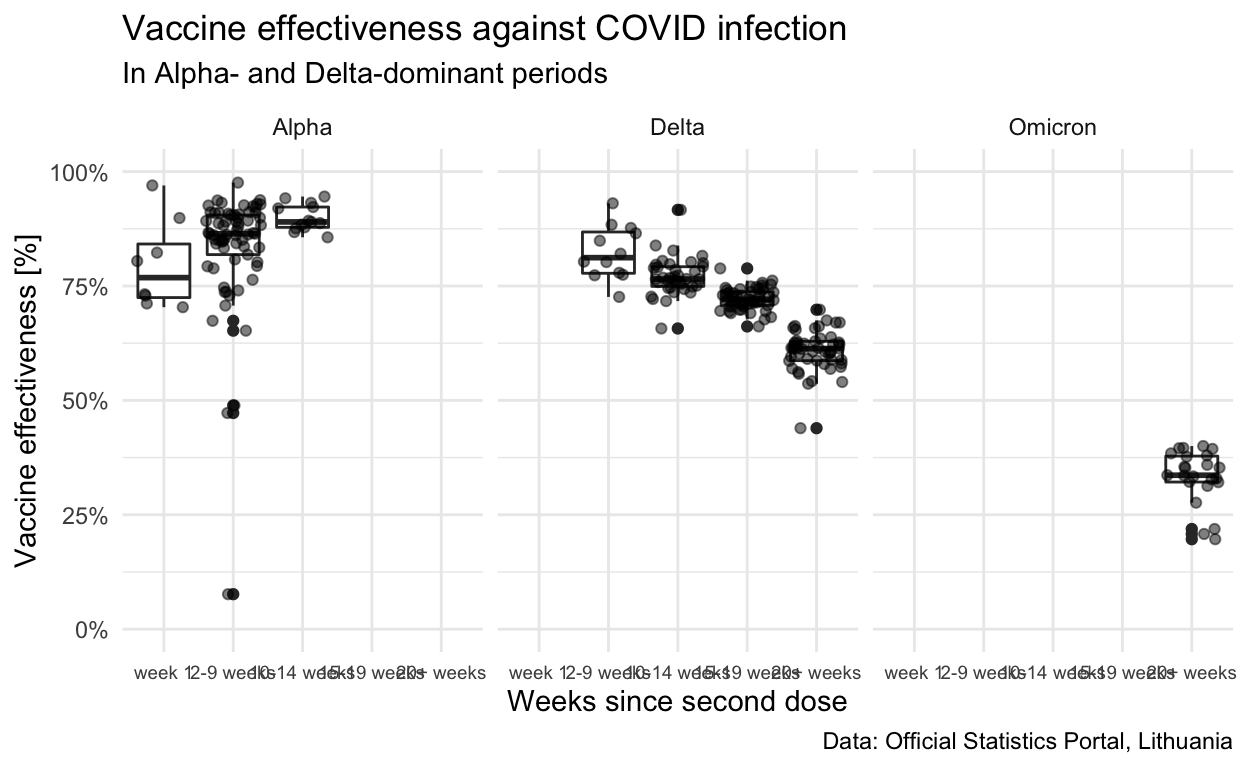 Vaccine effectiveness against COVID infection
In Alpha- and Delta-dominant periods
Alpha Delta Omicron
100%
75%
50%
25%
0%
Vaccine effectiveness [%]
week 1 2-9 weeks 10-14 weeks 15-19 weeks 20+ weeks week 1 2-9 weeks 10-14 weeks 15-19 weeks 20+ weeks week 1 2-9 weeks 10-14 weeks 15-19 weeks 20+ weeks
Weeks since second dose
Data: Official Statistics Portal, Lithuania